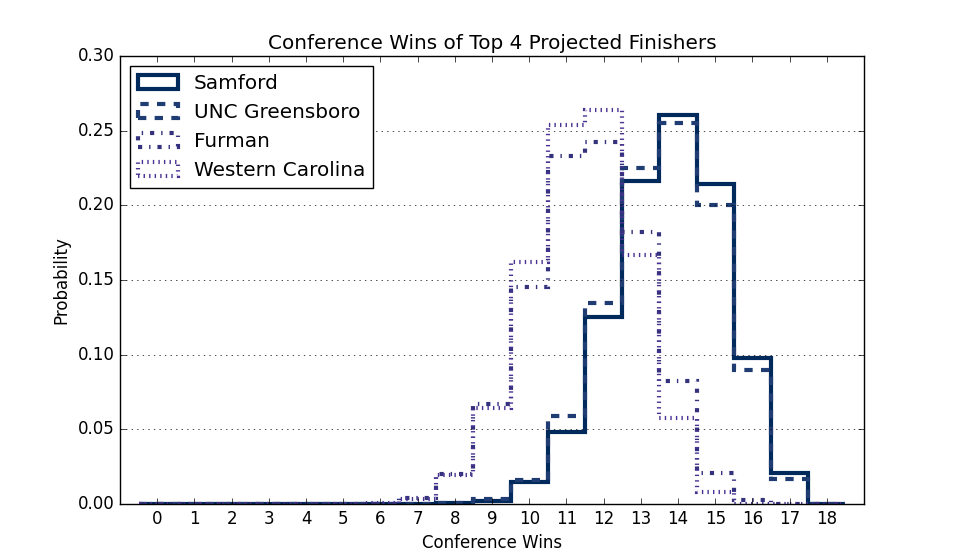 Conference Wins of Top 4 Projected Finishers
0.30
0.25
0.20
0.15
0.10
0.05
0.00
Probability
Samford
UNC Greensboro
Furman
Western Carolina
0 1 2 3 4 5 6 7 8 9 10 11 12 13 14 15 16 17 18
Conference Wins